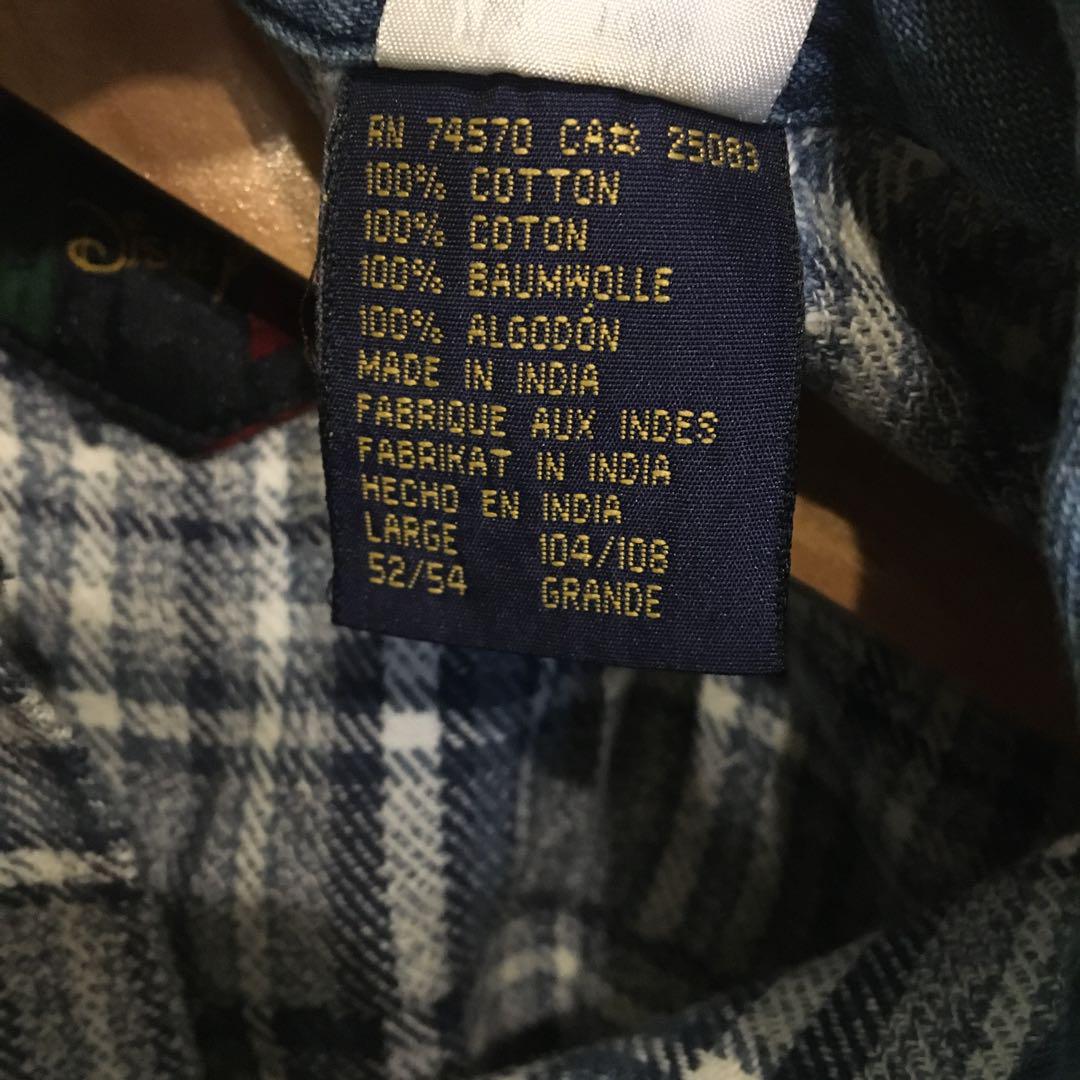 RN 74570 CA# 25083
100% COTTON
100% COTON
100% BAUMWOLLE
100% ALGODÓN
MADE IN INDIA
FABRIQUE AUX INDES
FABRIKAT IN INDIA
HECHO EN INDIA
LARGE 104/108
52/54 GRANDE
Disney